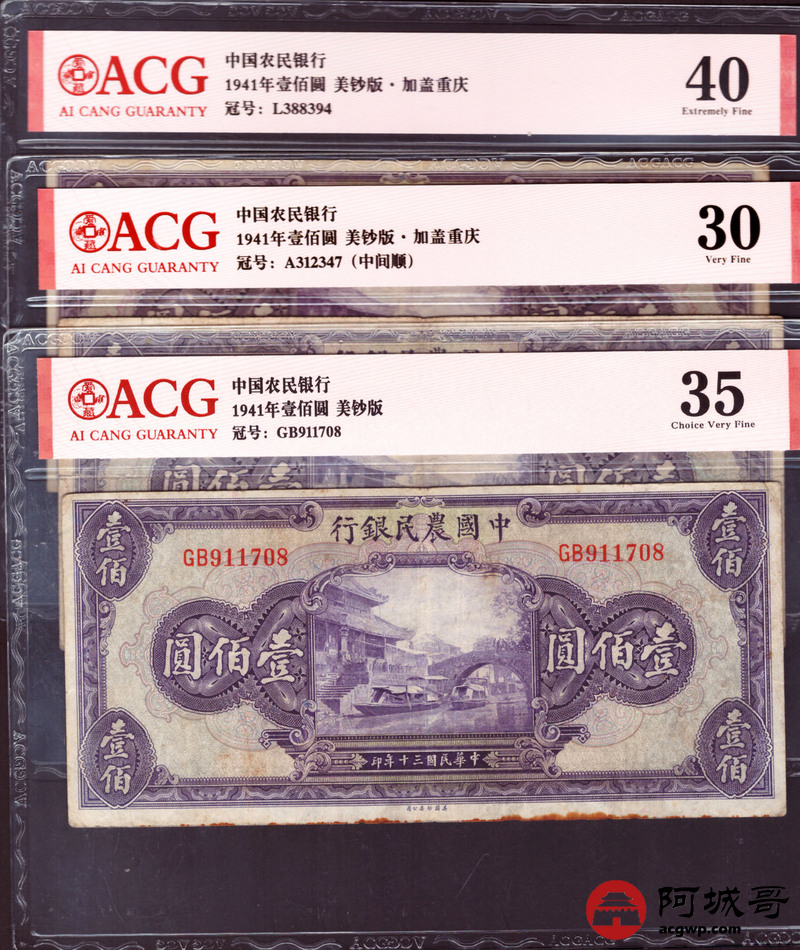 ACG
AI CANG GUARANTY
中国农民银行
1941年壹佰圆 美钞版·加盖重庆
冠号：L388394
40
Extremely Fine
ACG
AI CANG GUARANTY
中国农民银行
1941年壹佰圆 美钞版·加盖重庆
冠号：A312347（中间顺）
30
Very Fine
ACG
AI CANG GUARANTY
中国农民银行
1941年壹佰圆 美钞版
冠号：GB911708
35
Choice Very Fine
行銀民農國中
壹佰
壹佰
GB911708
GB911708
圓佰壹
圓佰壹
壹佰
壹佰
印年十三國民華中
阿城哥
acgwp.com